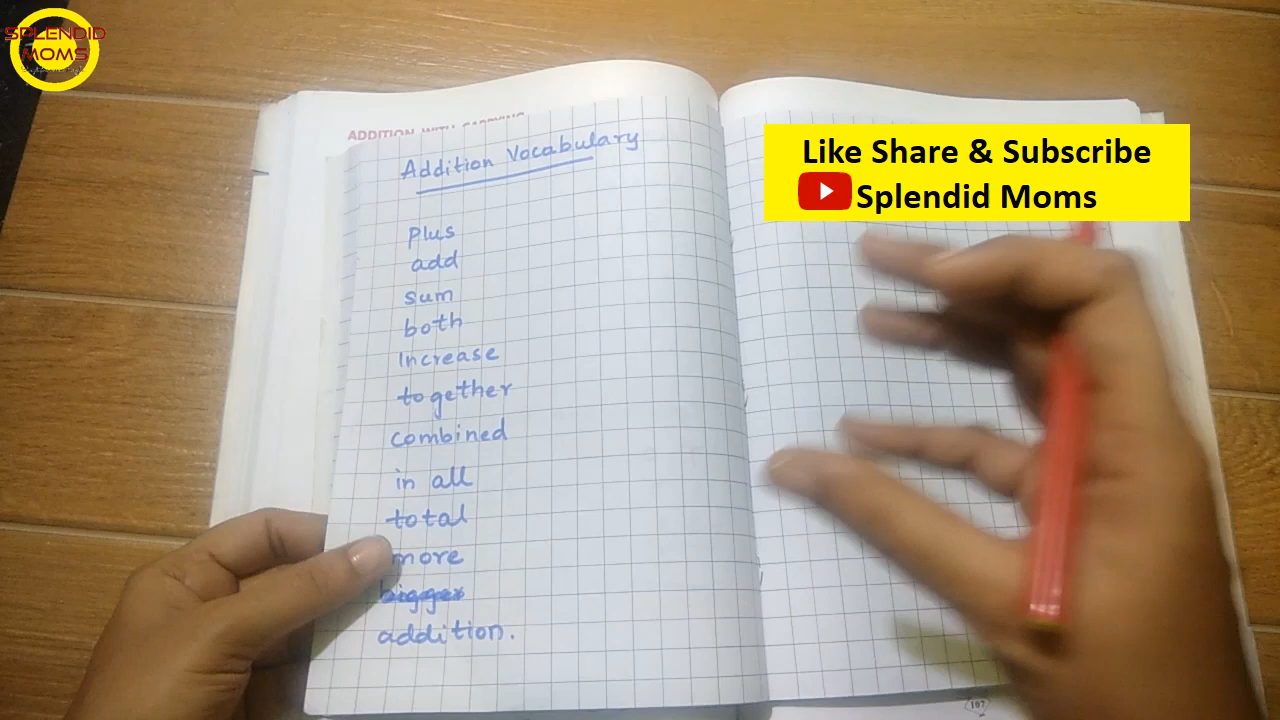 SPLENDID
MOMS
ADDITION WITH CARRYING
Addition Vocabulary
plus
add
sum
both
Increase
together
combined
in all
total
more
bigger
addition.
Like Share & Subscribe
Splendid Moms
107